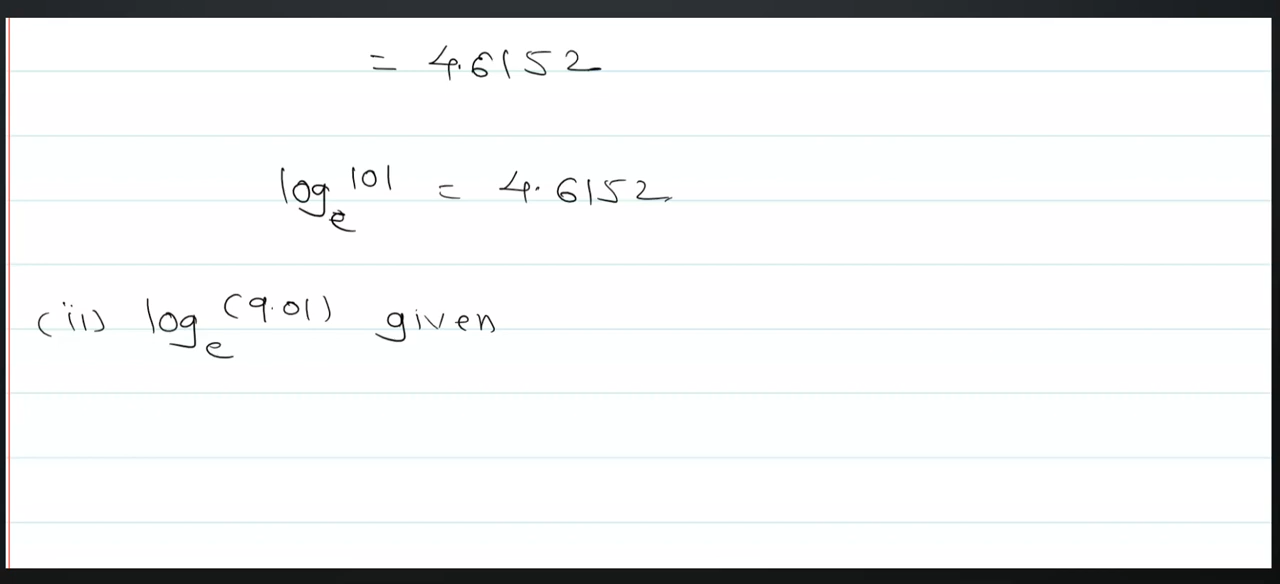 = 4.6152
log_e 101 = 4.6152
(ii) log_e (9.01) given